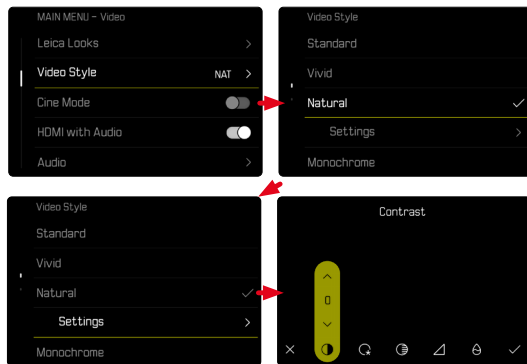 MAIN MENU - Video
Leica Looks
Video Style NAT
Cine Mode
HDMI with Audio
Audio
Video Style
Standard
Vivid
Natural
Settings
Monochrome
Video Style
Standard
Vivid
Natural
Settings
Monochrome
Contrast
0